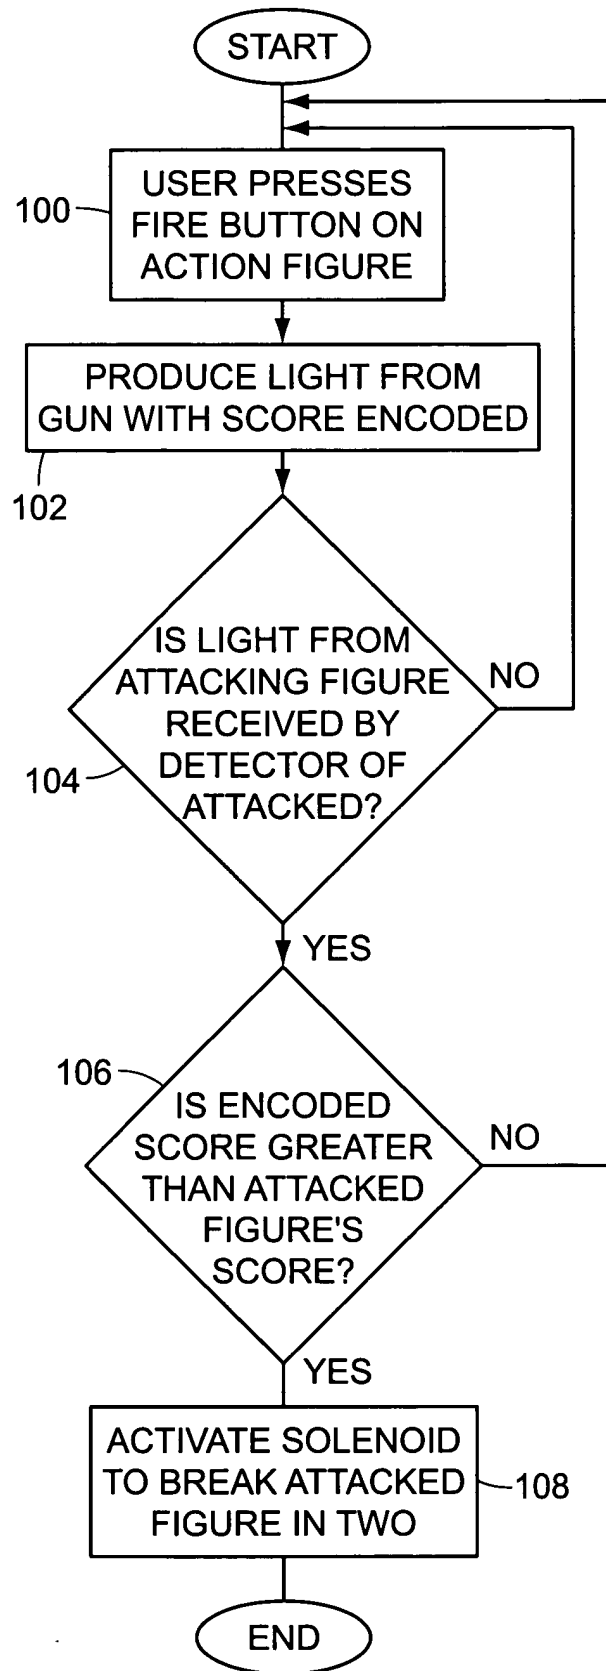 START
100
USER PRESSES
FIRE BUTTON ON
ACTION FIGURE
PRODUCE LIGHT FROM
GUN WITH SCORE ENCODED
102
IS LIGHT FROM
ATTACKING FIGURE
RECEIVED BY
DETECTOR OF
ATTACKED?
NO
104
YES
106
IS ENCODED
SCORE GREATER
THAN ATTACKED
FIGURE'S
SCORE?
NO
YES
ACTIVATE SOLENOID
TO BREAK ATTACKED
FIGURE IN TWO
108
END